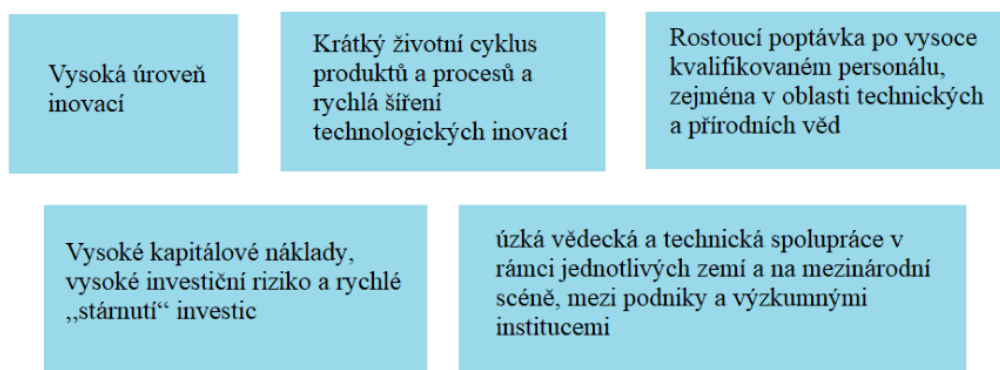 Vysoká úroveň
inovací
Krátký životní cyklus
produktů a procesů a
rychlá šíření
technologických inovací
Rostoucí poptávka po vysoce
kvalifikovaném personálu,
zejména v oblasti technických
a přírodních věd
Vysoké kapitálové náklady,
vysoké investiční riziko a rychlé
„stárnutí“ investic
úzká vědecká a technická spolupráce v
rámci jednotlivých zemí a na mezinárodní
scéně, mezi podniky a výzkumnými
institucemi